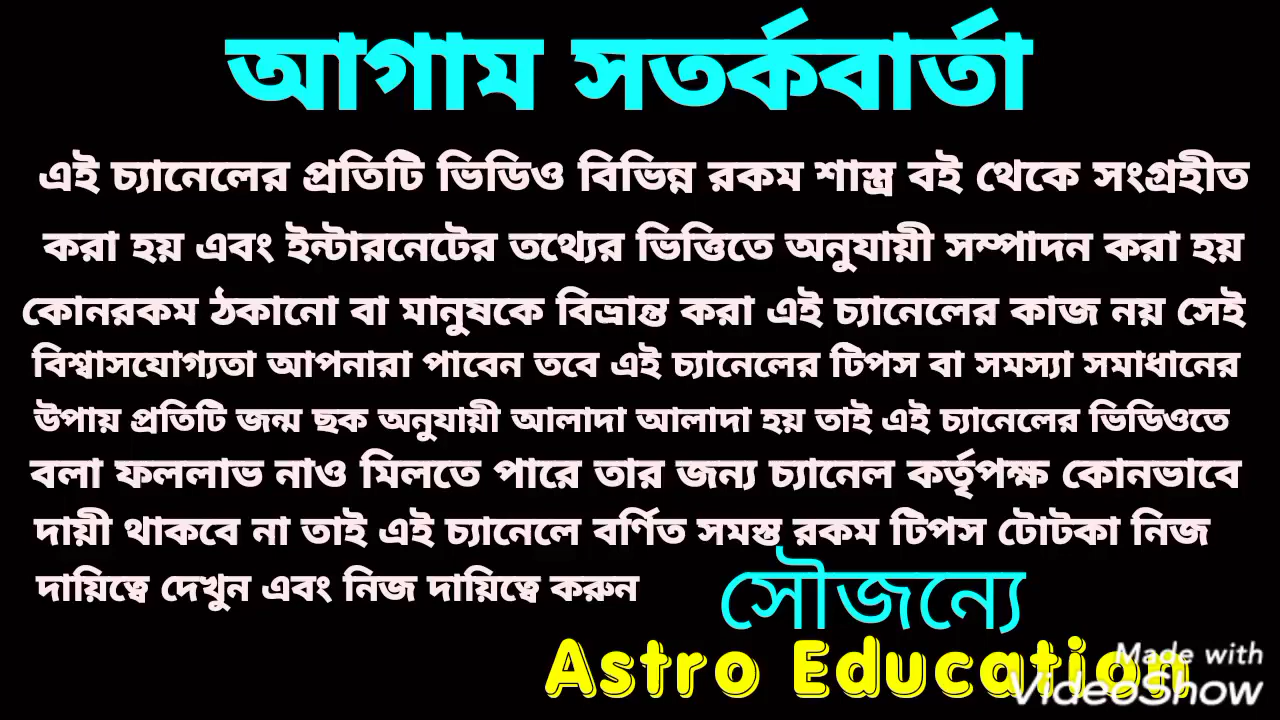 আগাম সতর্কবার্তা
এই চ্যানেলের প্রতিটি ভিডিও বিভিন্ন রকম শাস্ত্র বই থেকে সংগ্রহীত
করা হয় এবং ইন্টারনেটের তথ্যের ভিত্তিতে অনুযায়ী সম্পাদন করা হয়
কোনরকম ঠকানো বা মানুষকে বিভ্রান্ত করা এই চ্যানেলের কাজ নয় সেই
বিশ্বাসযোগ্যতা আপনারা পাবেন তবে এই চ্যানেলের টিপস বা সমস্যা সমাধানের
উপায় প্রতিটি জন্ম ছক অনুযায়ী আলাদা আলাদা হয় তাই এই চ্যানেলের ভিডিওতে
বলা ফললাভ নাও মিলতে পারে তার জন্য চ্যানেল কর্তৃপক্ষ কোনভাবে
দায়ী থাকবে না তাই এই চ্যানেলে বর্ণিত সমস্ত রকম টিপস টোটকা নিজ
দায়িত্বে দেখুন এবং নিজ দায়িত্বে করুন
সৌজন্যে
Astro Education
Made with
VideoShow